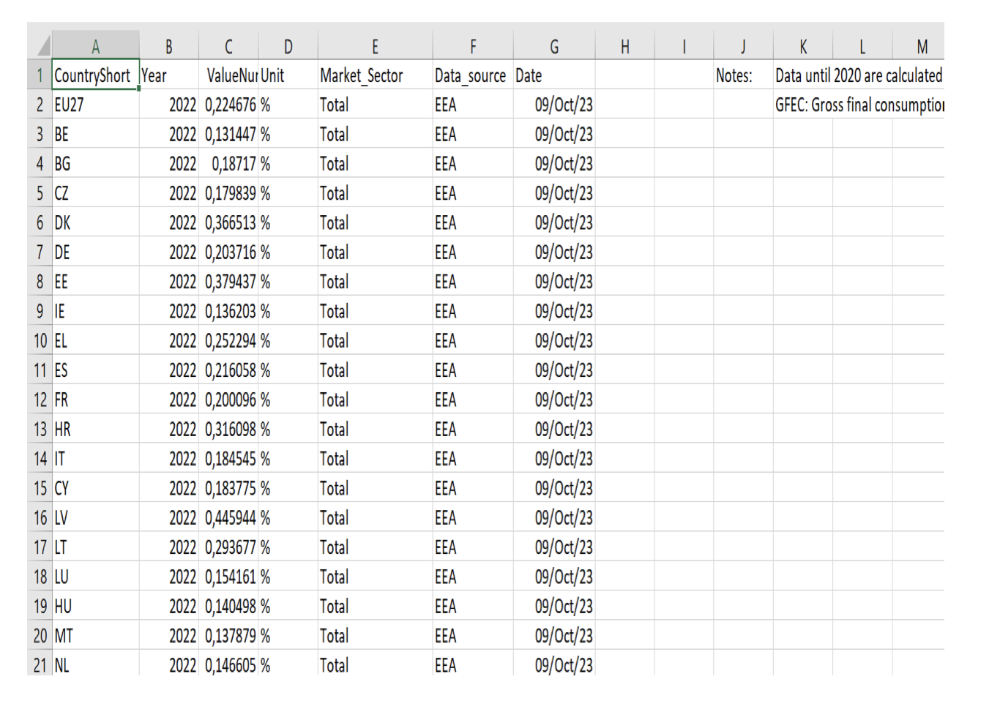 A B C D E F G H I J K L M
1 CountryShort Year ValueNur Unit Market_Sector Data_source Date Notes: Data until 2020 are calculated
2 EU27 2022 0,224676 % Total EEA 09/Oct/23 GFEC: Gross final consumption
3 BE 2022 0,131447 % Total EEA 09/Oct/23
4 BG 2022 0,18717 % Total EEA 09/Oct/23
5 CZ 2022 0,179839 % Total EEA 09/Oct/23
6 DK 2022 0,366513 % Total EEA 09/Oct/23
7 DE 2022 0,203716 % Total EEA 09/Oct/23
8 EE 2022 0,379437 % Total EEA 09/Oct/23
9 IE 2022 0,136203 % Total EEA 09/Oct/23
10 EL 2022 0,252294 % Total EEA 09/Oct/23
11 ES 2022 0,216058 % Total EEA 09/Oct/23
12 FR 2022 0,200096 % Total EEA 09/Oct/23
13 HR 2022 0,316098 % Total EEA 09/Oct/23
14 IT 2022 0,184545 % Total EEA 09/Oct/23
15 CY 2022 0,183775 % Total EEA 09/Oct/23
16 LV 2022 0,445944 % Total EEA 09/Oct/23
17 LT 2022 0,293677 % Total EEA 09/Oct/23
18 LU 2022 0,154161 % Total EEA 09/Oct/23
19 HU 2022 0,140498 % Total EEA 09/Oct/23
20 MT 2022 0,137879 % Total EEA 09/Oct/23
21 NL 2022 0,146605 % Total EEA 09/Oct/23